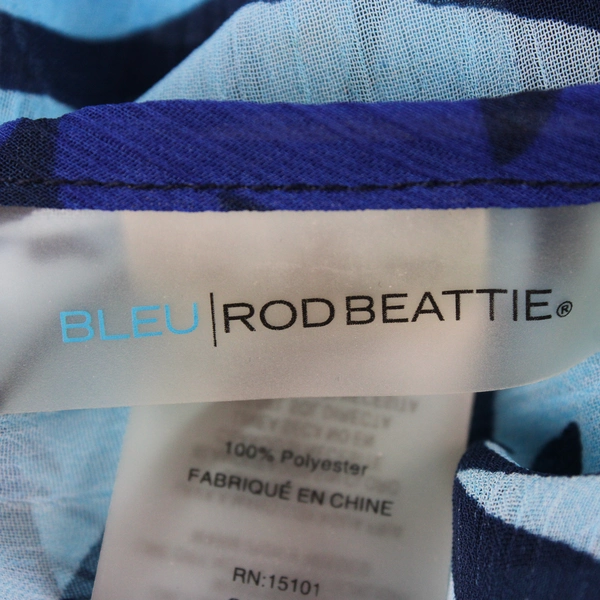 BLEU|RODBEATTIE®
100% Polyester
FABRIQUÉ EN CHINE
RN:15101